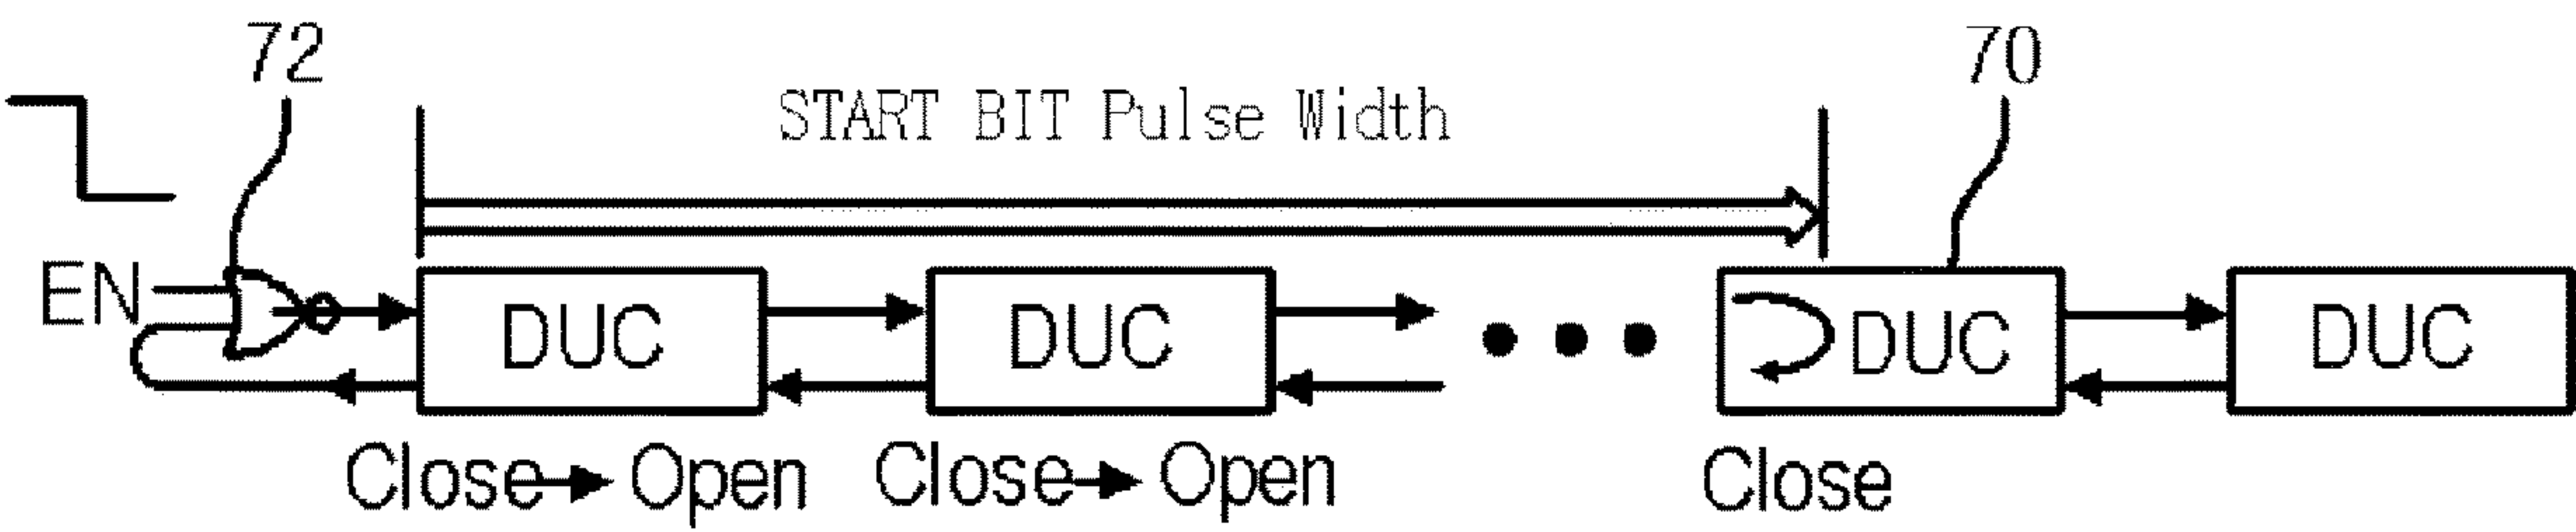 72
70
START BIT Pulse Width
EN
DUC
DUC
DUC
DUC
Close → Open
Close → Open
Close